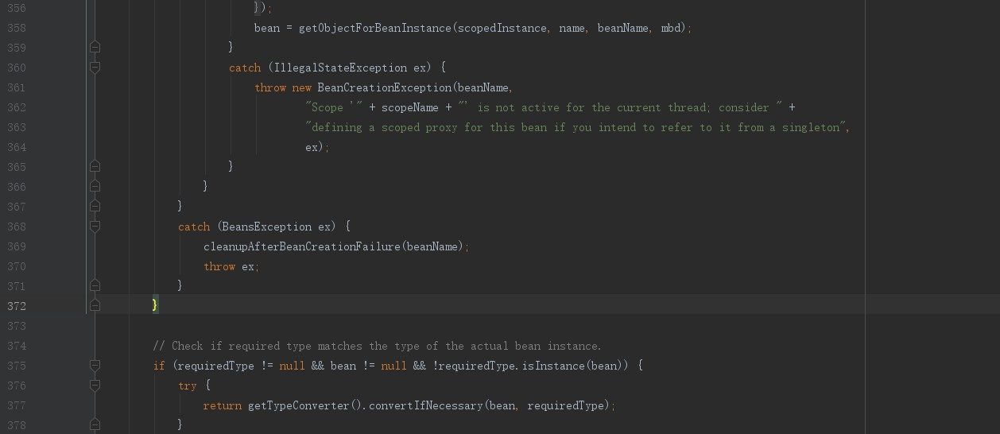 356 });
358 bean = getObjectForBeanInstance(scopedInstance, name, beanName, mbd);
359 }
360 catch (IllegalStateException ex) {
361 throw new BeanCreationException(beanName,
362 "Scope '" + scopeName + "' is not active for the current thread; consider " +
363 "defining a scoped proxy for this bean if you intend to refer to it from a singleton",
364 ex);
365 }
366 }
367 }
368 catch (BeansException ex) {
369 cleanupAfterBeanCreationFailure(beanName);
370 throw ex;
371 }
372 }
373
374 // Check if required type matches the type of the actual bean instance.
375 if (requiredType != null && bean != null && !requiredType.isInstance(bean)) {
376 try {
377 return getTypeConverter().convertIfNecessary(bean, requiredType);
378 }